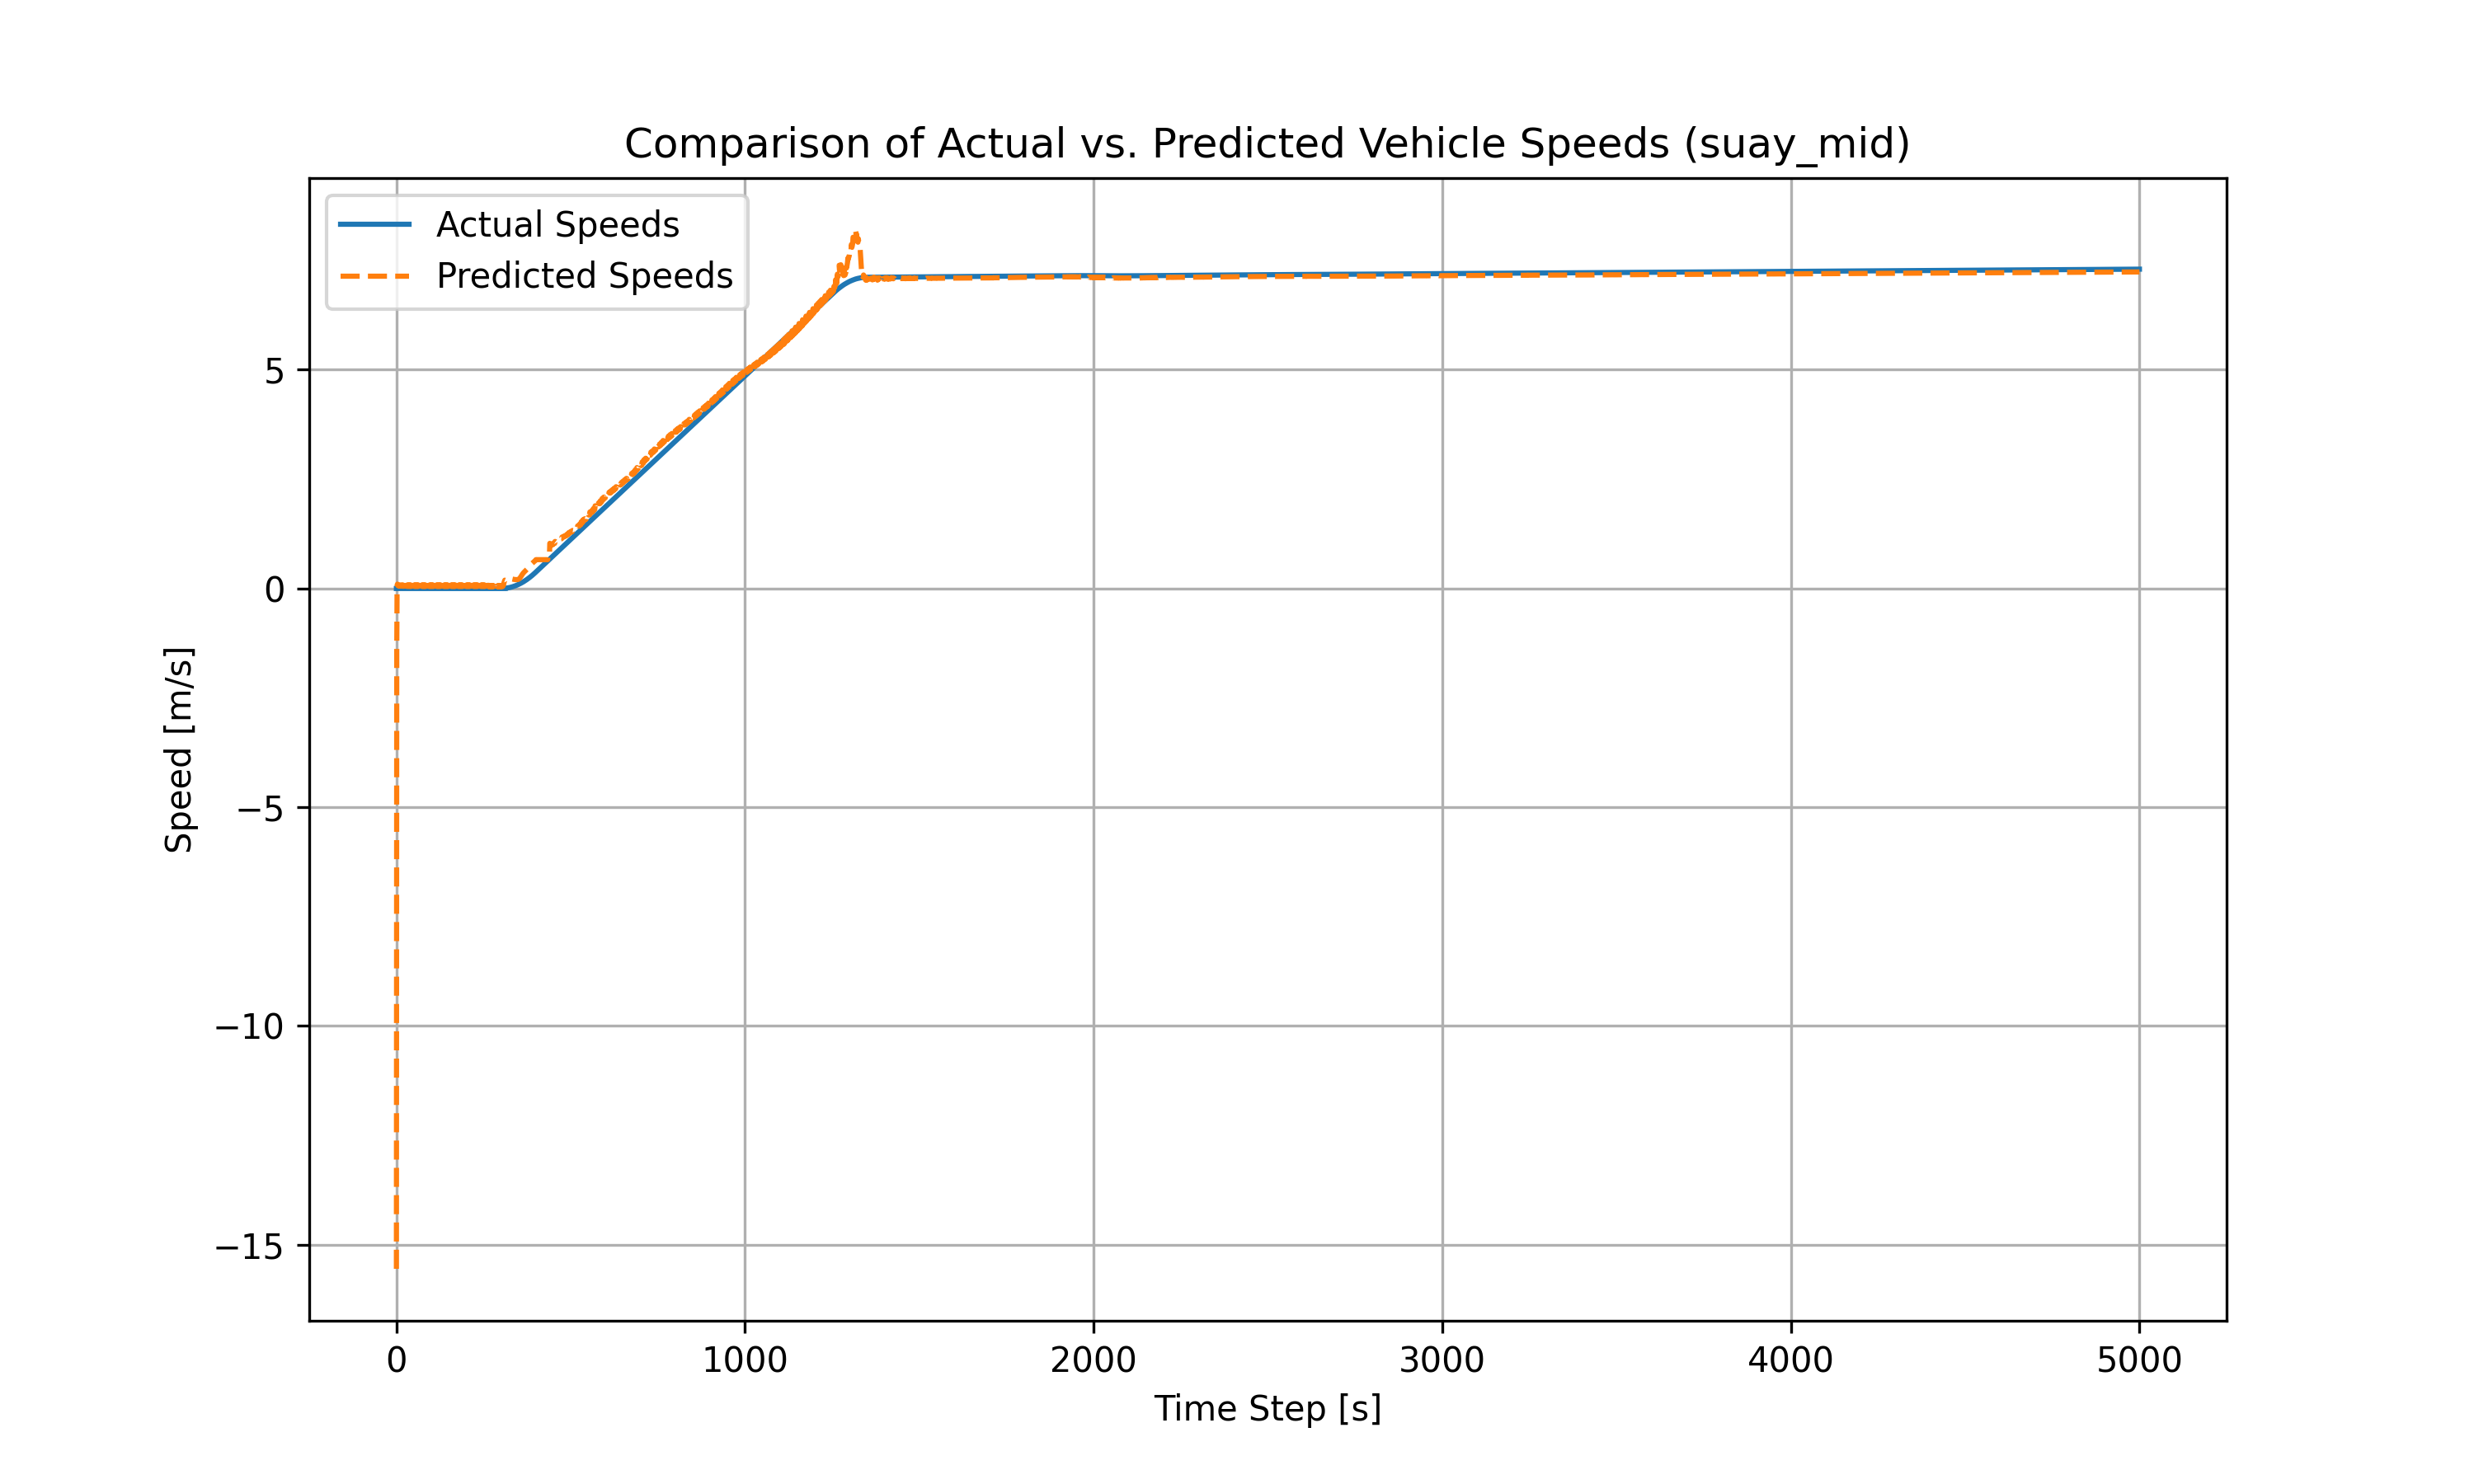 Comparison of Actual vs. Predicted Vehicle Speeds (suay_mid)
Actual Speeds
Predicted Speeds
5
0
−5
−10
−15
Speed [m/s]
0 1000 2000 3000 4000 5000
Time Step [s]